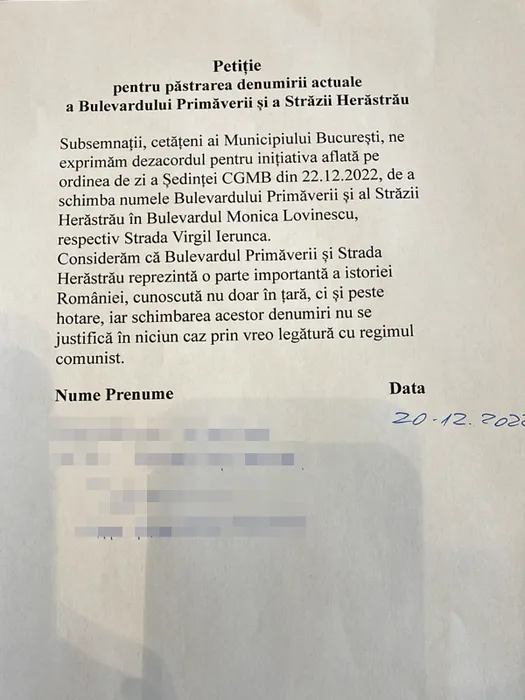 Petiție
pentru păstrarea denumirii actuale
a Bulevardului Primăverii și a Străzii Herăstrău
Subsemnații, cetățeni ai Municipiului București, ne
exprimăm dezacordul pentru inițiativa aflată pe
ordinea de zi a Ședinței CGMB din 22.12.2022, de a
schimba numele Bulevardului Primăverii și al Străzii
Herăstrău în Bulevardul Monica Lovinescu,
respectiv Strada Virgil Ierunca.
Considerăm că Bulevardul Primăverii și Strada
Herăstrău reprezintă o parte importantă a istoriei
României, cunoscută nu doar în țară, ci și peste
hotare, iar schimbarea acestor denumiri nu se
justifică în niciun caz prin vreo legătură cu regimul
comunist.
Nume Prenume Data
20.12.2022